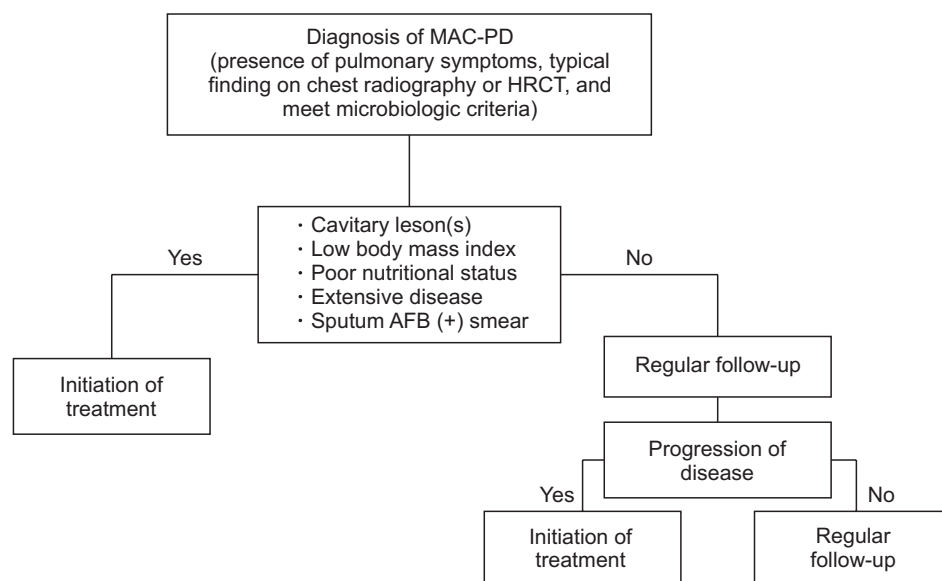 Diagnosis of MAC-PD
(presence of pulmonary symptoms, typical
finding on chest radiography or HRCT, and
meet microbiologic criteria)
· Cavitary leson(s)
· Low body mass index
· Poor nutritional status
· Extensive disease
· Sputum AFB (+) smear
Yes
No
Initiation of
treatment
Regular follow-up
Progression of
disease
Yes
No
Initiation of
treatment
Regular
follow-up